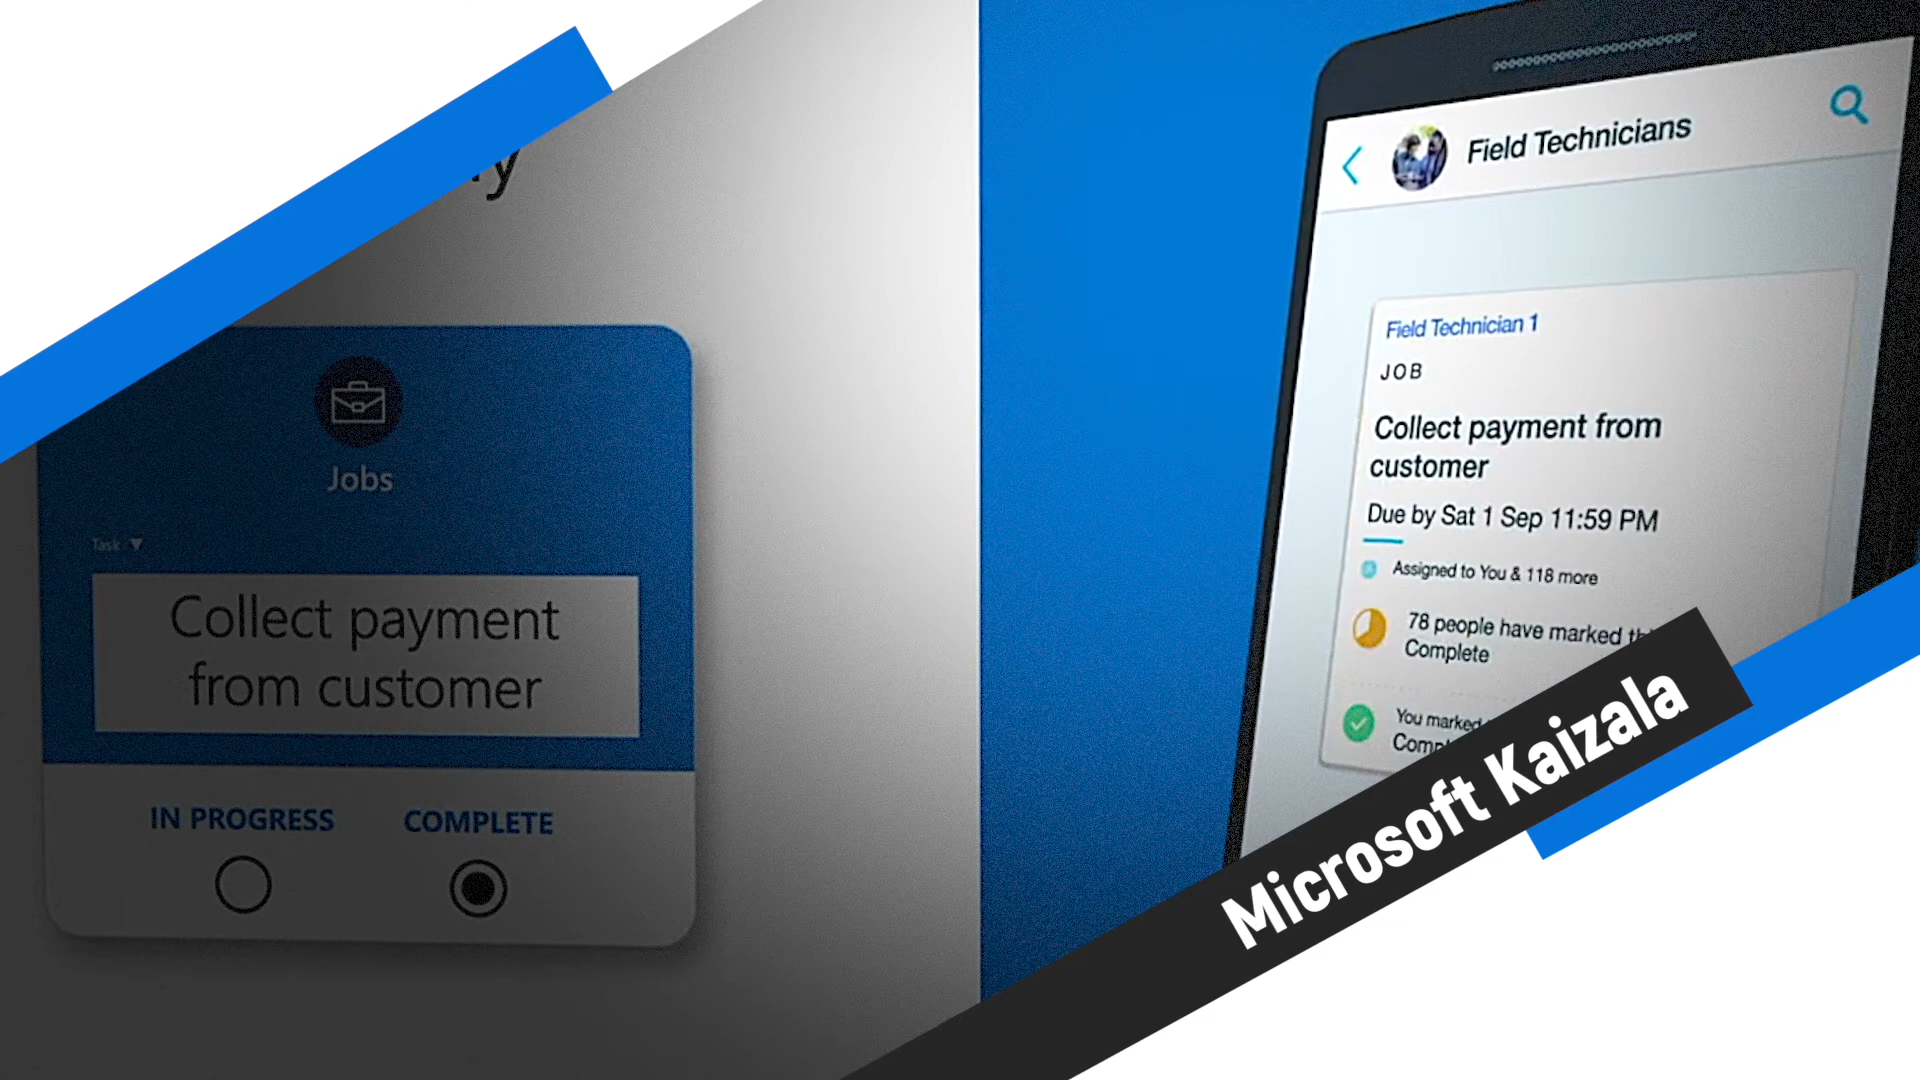 Jobs
Task
Collect payment
from customer
IN PROGRESS
COMPLETE
Field Technicians
Field Technician 1
JOB
Collect payment from
customer
Due by Sat 1 Sep 11:59 PM
Assigned to You & 118 more
78 people have marked
Complete
You marked
Microsoft Kaizala